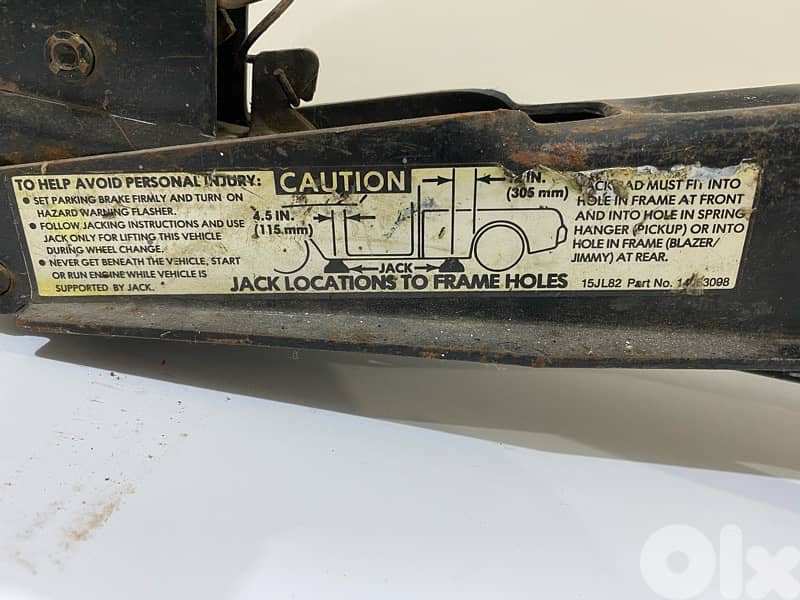 TO HELP AVOID PERSONAL INJURY:
• SET PARKING BRAKE FIRMLY AND TURN ON
HAZARD WARNING FLASHER.
• FOLLOW JACKING INSTRUCTIONS AND USE
JACK ONLY FOR LIFTING THIS VEHICLE
DURING WHEEL CHANGE.
• NEVER GET BENEATH THE VEHICLE, START
OR RUN ENGINE WHILE VEHICLE IS
SUPPORTED BY JACK.
CAUTION
4.5 IN.
(115 mm)
IN.
(305 mm)
JACK
JACK LOCATIONS TO FRAME HOLES
MUST FIT INTO
HOLE IN FRAME AT FRONT
AND INTO HOLE IN SPRING
HANGER (PICKUP) OR INTO
HOLE IN FRAME (BLAZER/
JIMMY) AT REAR.
15JL82 Part No.
Olx